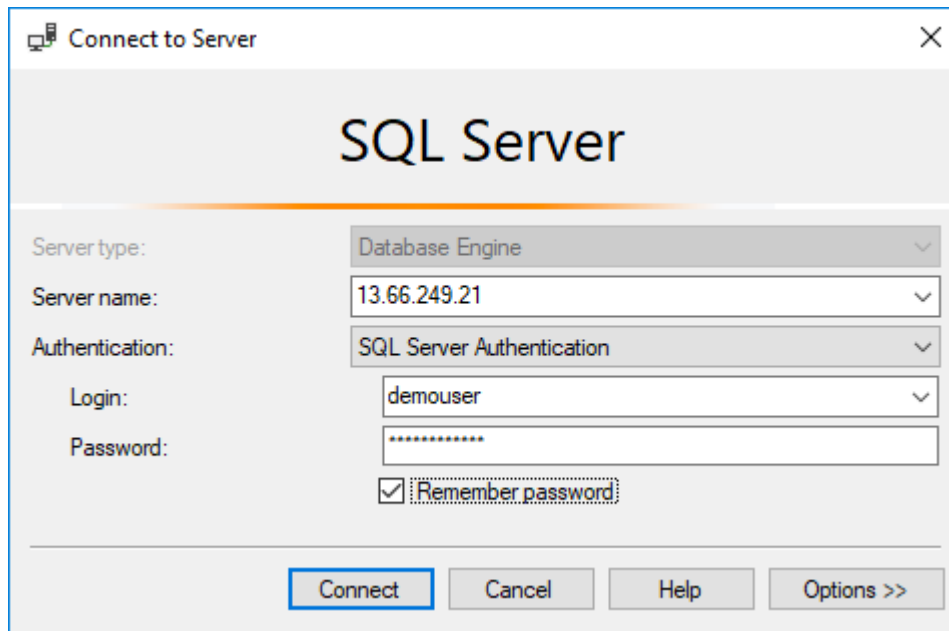 Connect to Server
SQL Server
Server type: Database Engine
Server name: 13.66.249.21
Authentication: SQL Server Authentication
Login: demouser
Password: ************
Remember password
Connect Cancel Help Options >>